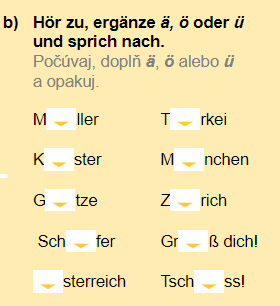 b) Hör zu, ergänze ä, ö oder ü
und sprich nach.
Počúvaj, doplň ä, ö alebo ü
a opakuj.
M ller T rkei
K ster M nchen
G tze Z rich
Sch fer Gr ß dich!
sterreich Tsch ss!